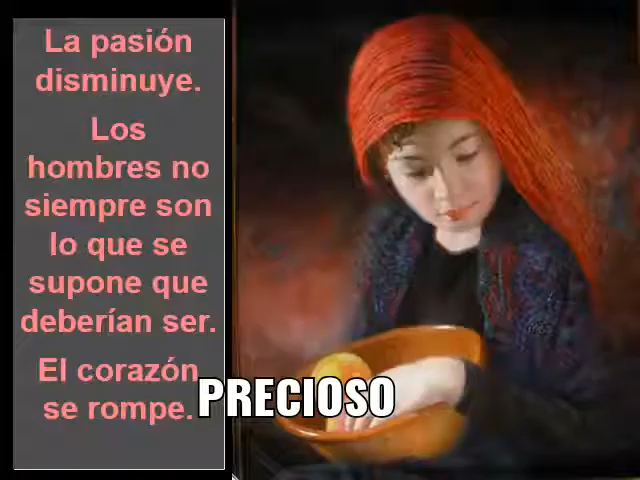 La pasión
disminuye.
Los
hombres no
siempre son
lo que se
supone que
deberían ser.
El corazón
se rompe.
PRECIOSO